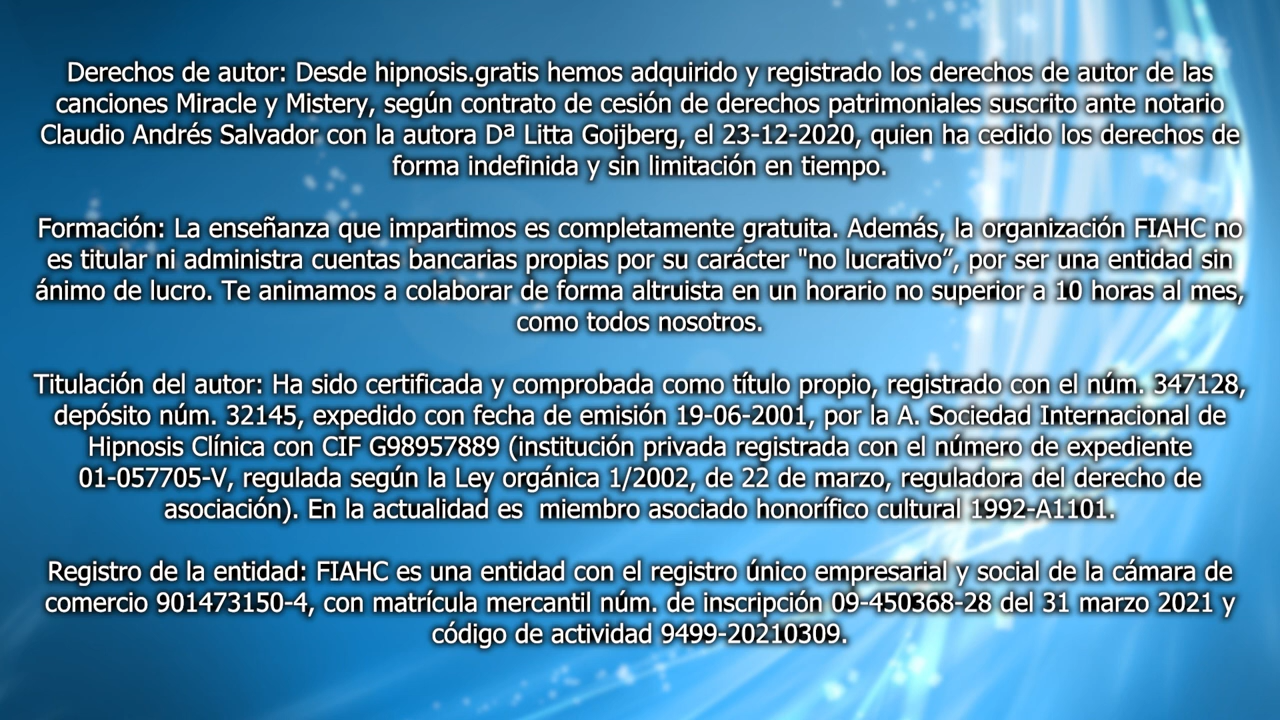 Derechos de autor: Desde hipnosis.gratis hemos adquirido y registrado los derechos de autor de las
canciones Miracle y Mistery, según contrato de cesión de derechos patrimoniales suscrito ante notario
Claudio Andrés Salvador con la autora Dª Litta Goijberg, el 23-12-2020, quien ha cedido los derechos de
forma indefinida y sin limitación en tiempo.
Formación: La enseñanza que impartimos es completamente gratuita. Además, la organización FIAHC no
es titular ni administra cuentas bancarias propias por su carácter "no lucrativo”, por ser una entidad sin
ánimo de lucro. Te animamos a colaborar de forma altruista en un horario no superior a 10 horas al mes,
como todos nosotros.
Titulación del autor: Ha sido certificada y comprobada como título propio, registrado con el núm. 347128,
depósito núm. 32145, expedido con fecha de emisión 19-06-2001, por la A. Sociedad Internacional de
Hipnosis Clínica con CIF G98957889 (institución privada registrada con el número de expediente
01-057705-V, regulada según la Ley orgánica 1/2002, de 22 de marzo, reguladora del derecho de
asociación). En la actualidad es  miembro asociado honorífico cultural 1992-A1101.
Registro de la entidad: FIAHC es una entidad con el registro único empresarial y social de la cámara de
comercio 901473150-4, con matrícula mercantil núm. de inscripción 09-450368-28 del 31 marzo 2021 y
código de actividad 9499-20210309.